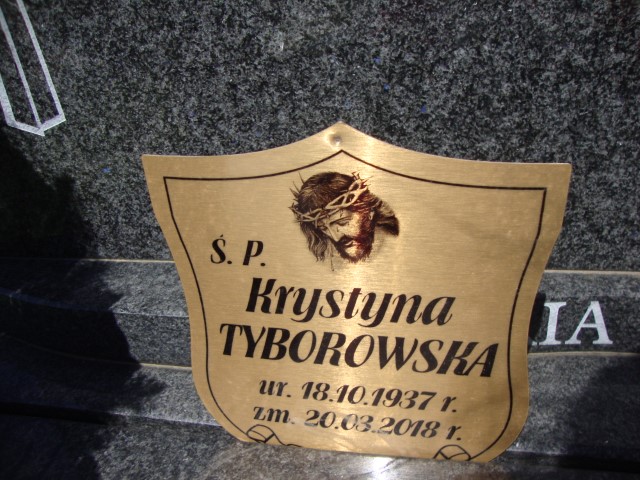 Ś. P.
Krystyna
TYBOROWSKA
ur. 18.10.1937 r.
zm. 20.03.2018 r.